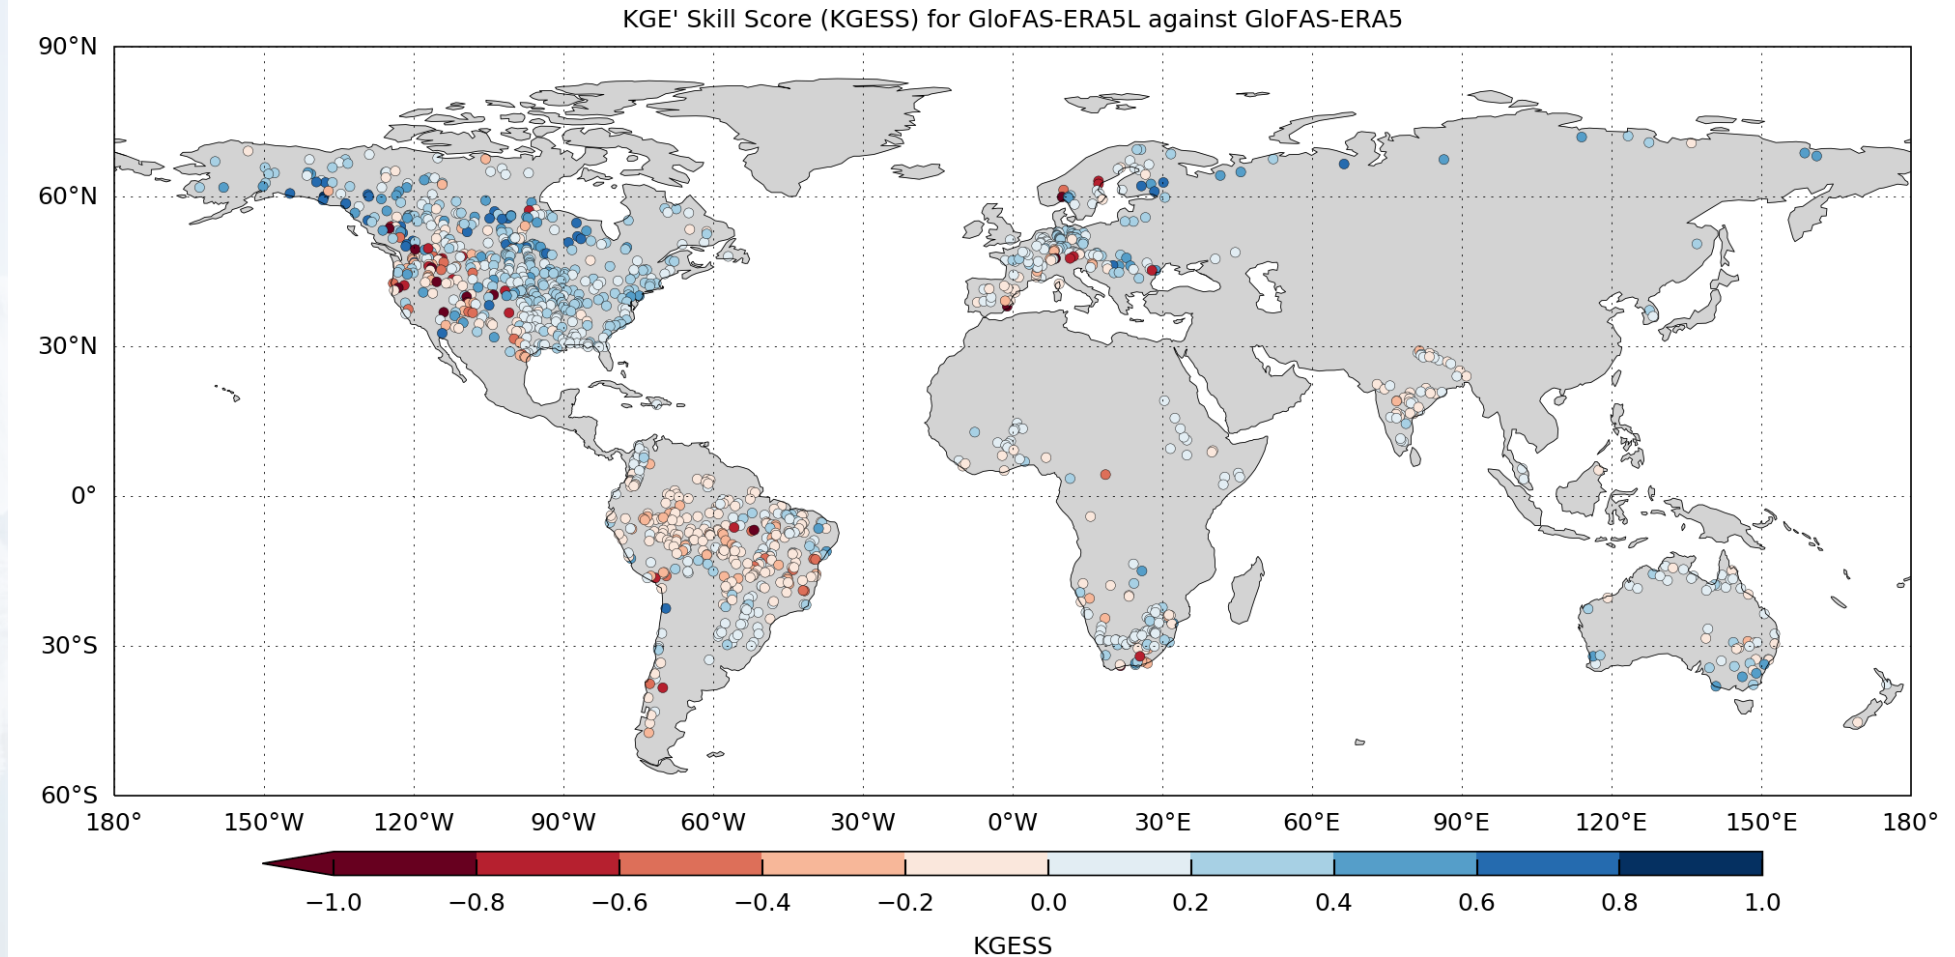 KGE' Skill Score (KGESS) for GloFAS-ERA5L against GloFAS-ERA5
90°N
60°N
30°N
0°
30°S
60°S
180° 150°W 120°W 90°W 60°W 30°W 0°W 30°E 60°E 90°E 120°E 150°E 180°
−1.0 −0.8 −0.6 −0.4 −0.2 0.0 0.2 0.4 0.6 0.8 1.0
KGESS